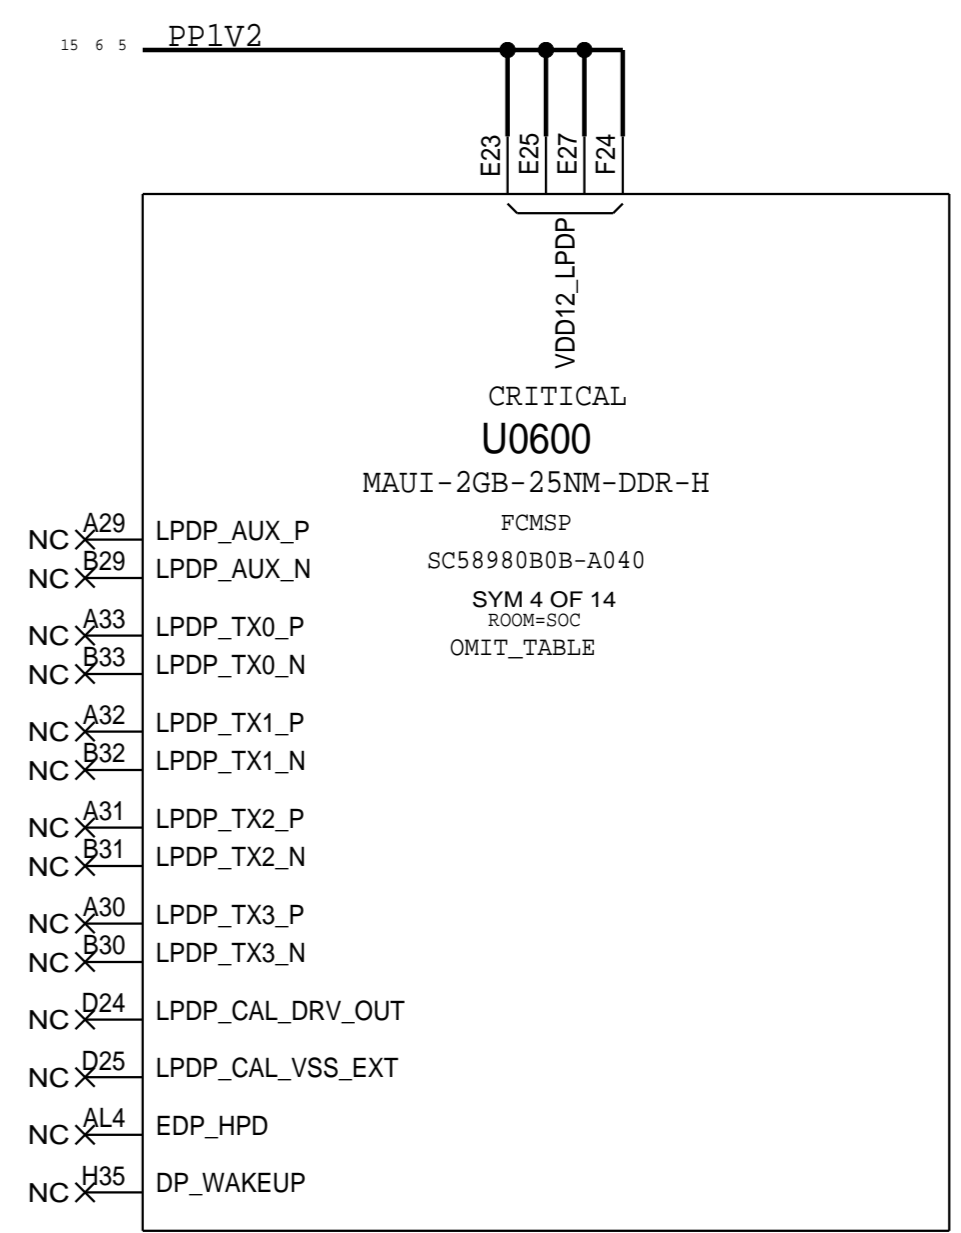 15 6 5 PP1V2
E23 E25 E27 F24
VDD12_LPDP
CRITICAL
U0600
MAUI-2GB-25NM-DDR-H
FCMSP
SC58980B0B-A040
SYM 4 OF 14
ROOM=SOC
OMIT_TABLE
NC A29 LPDP_AUX_P
NC B29 LPDP_AUX_N
NC A33 LPDP_TX0_P
NC B33 LPDP_TX0_N
NC A32 LPDP_TX1_P
NC B32 LPDP_TX1_N
NC A31 LPDP_TX2_P
NC B31 LPDP_TX2_N
NC A30 LPDP_TX3_P
NC B30 LPDP_TX3_N
NC D24 LPDP_CAL_DRV_OUT
NC D25 LPDP_CAL_VSS_EXT
NC AL4 EDP_HPD
NC H35 DP_WAKEUP